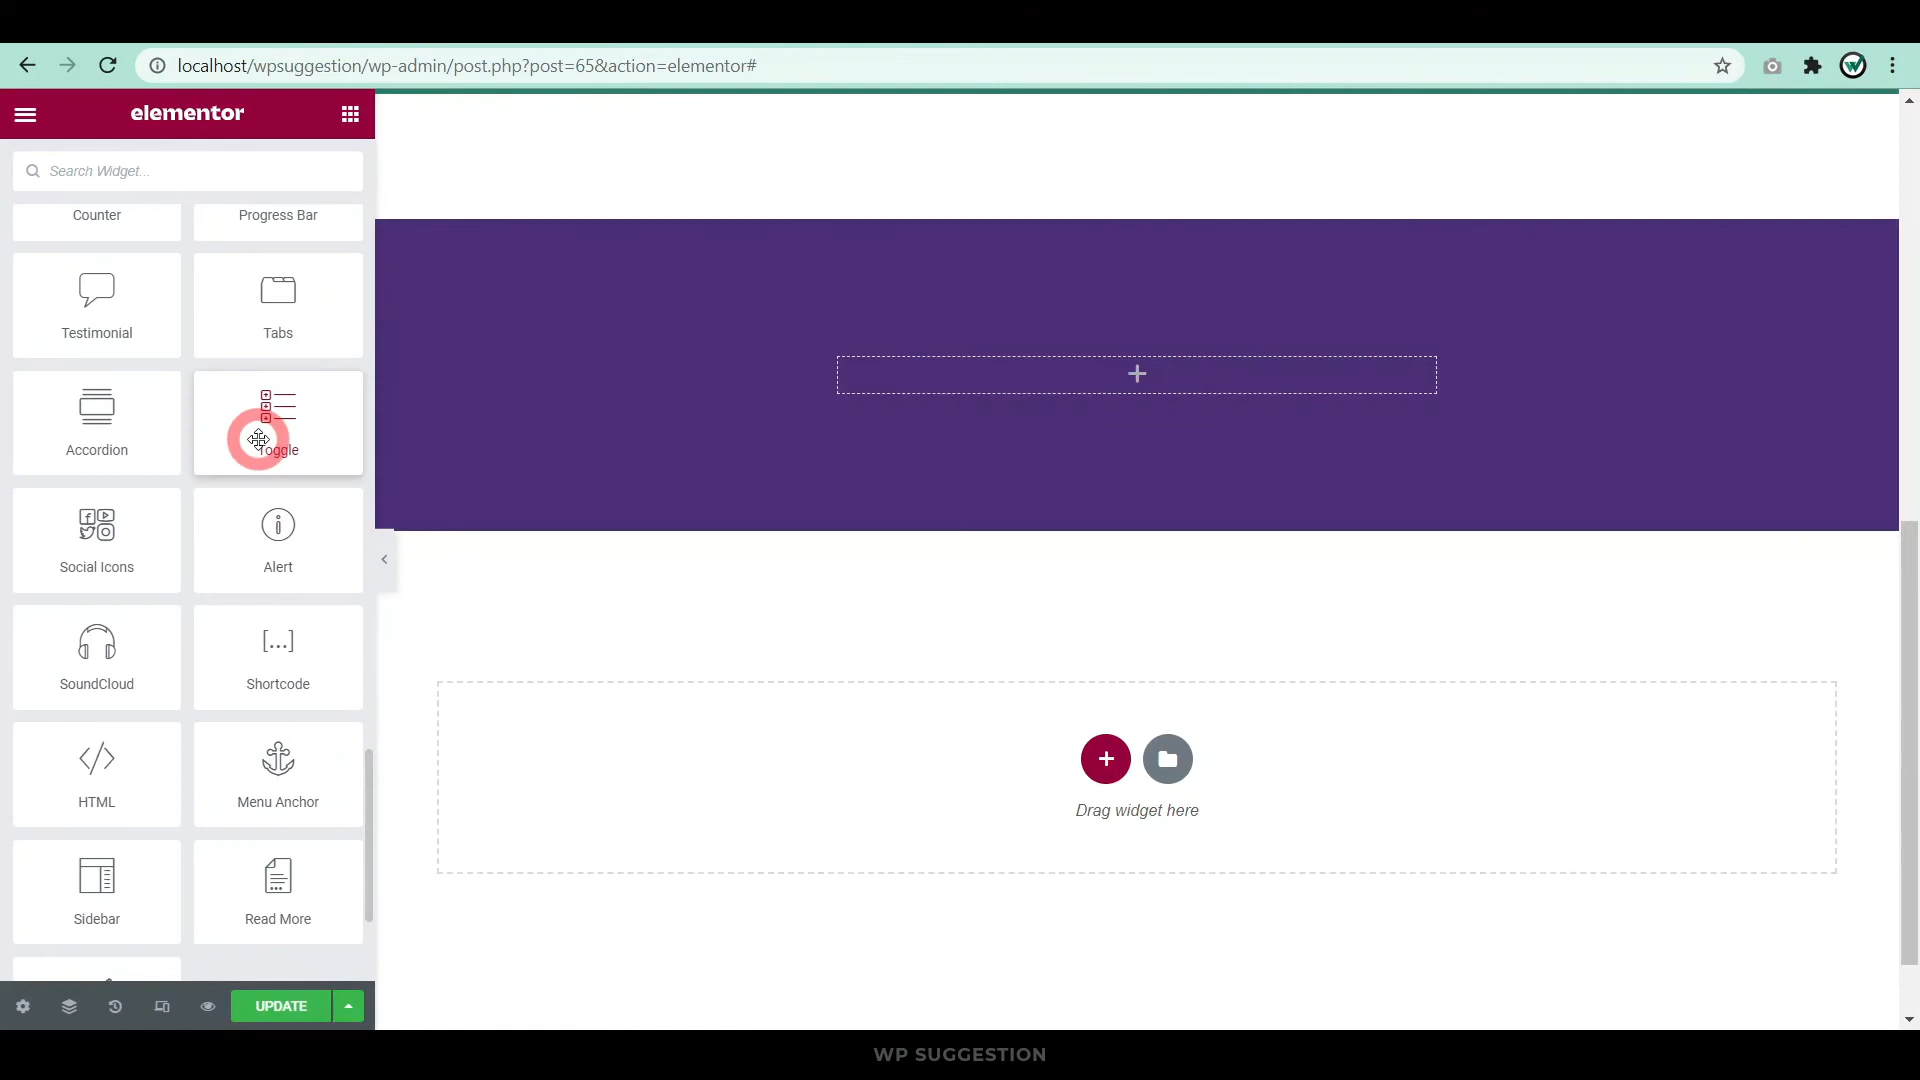 localhost/wpsuggestion/wp-admin/post.php?post=65&action=elementor#
elementor
Search Widget...
Counter
Progress Bar
Testimonial
Tabs
Accordion
Toggle
Social Icons
Alert
SoundCloud
[...]
Shortcode
HTML
Menu Anchor
Sidebar
Read More
Drag widget here
UPDATE
WP SUGGESTION